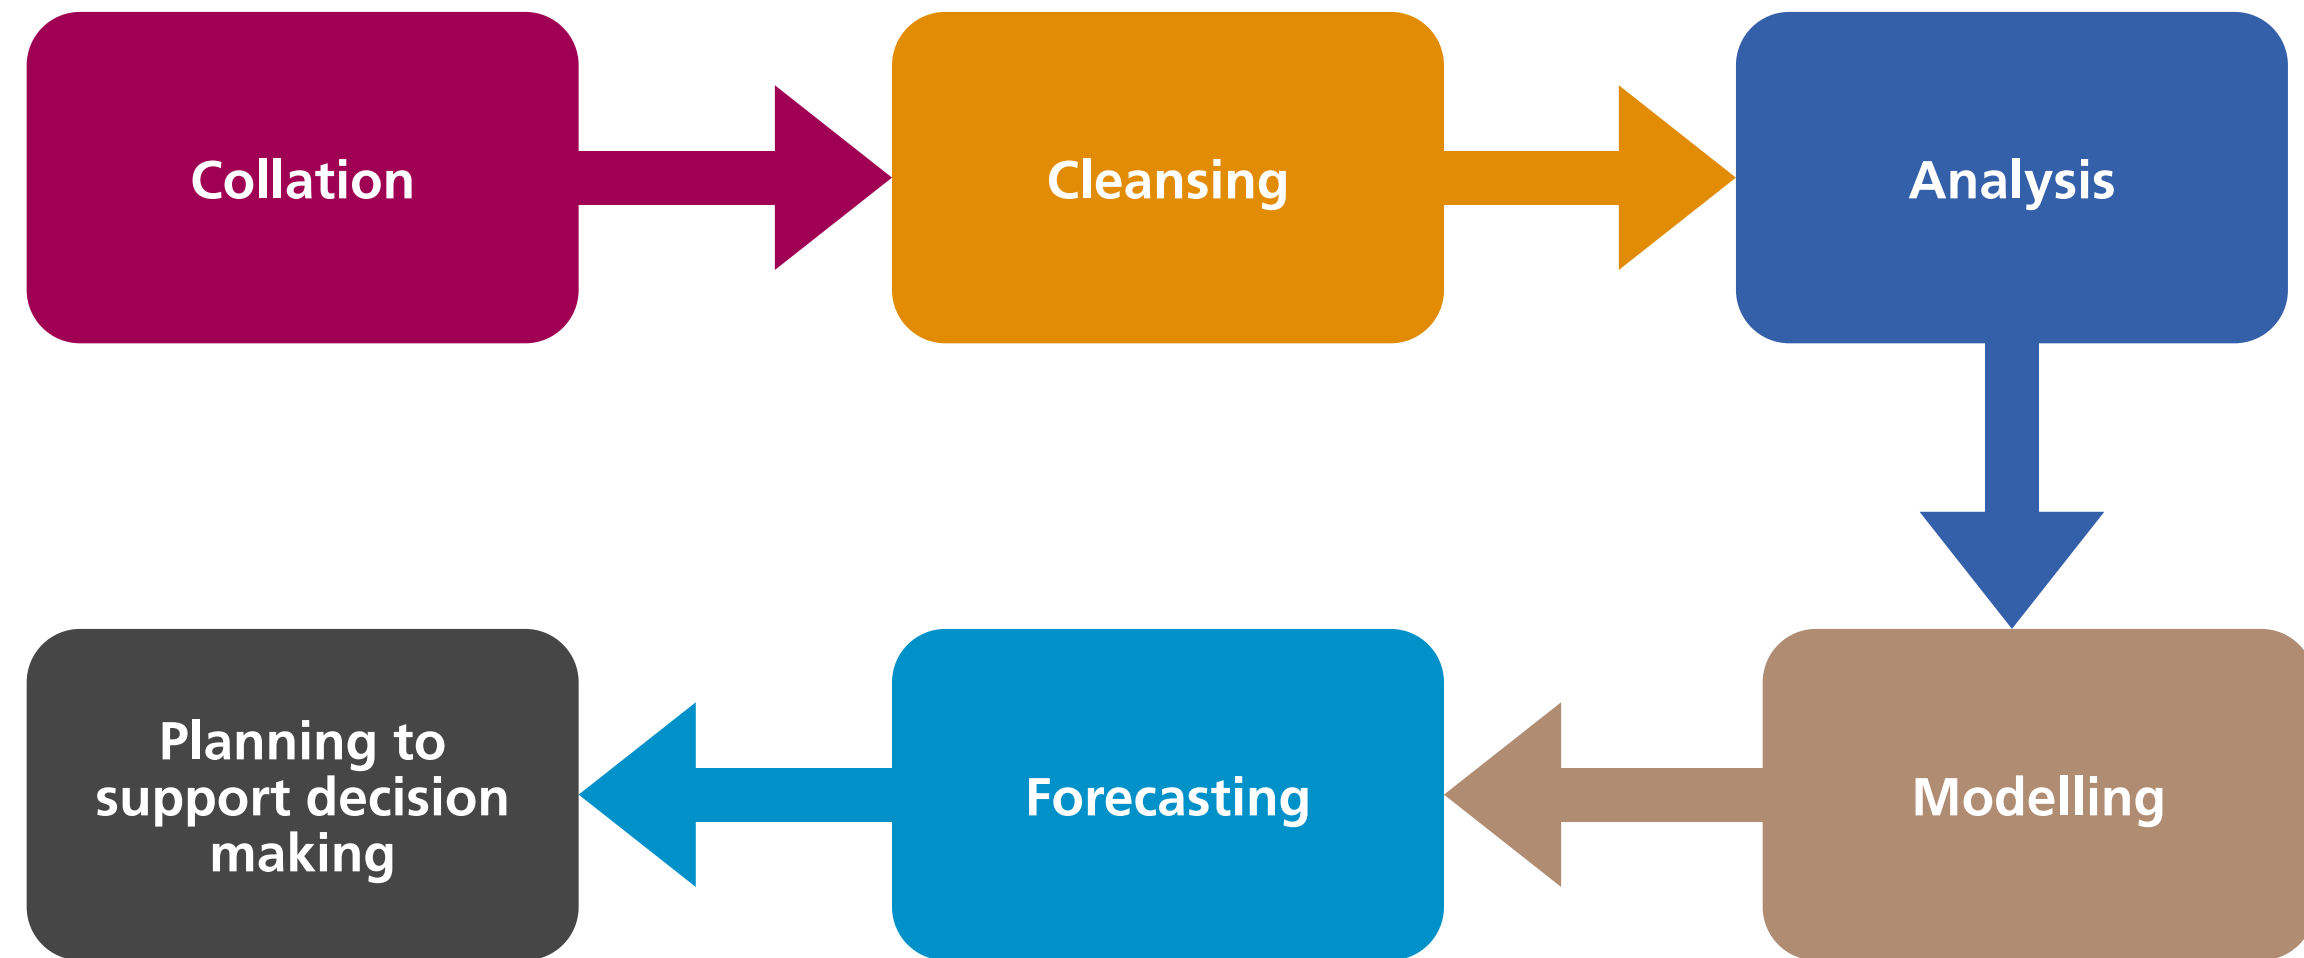 Collation
Cleansing
Analysis
Modelling
Forecasting
Planning to
support decision
making